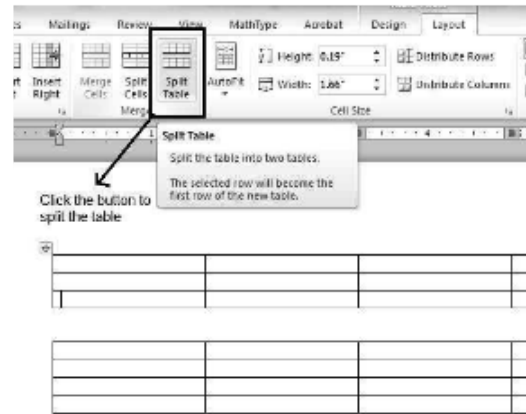 Mailings Review View MathType Acrobat Design Layout
Insert Right
Merge Cells
Split Cells
Split Table
AutoFit
Height: 0.19"
Width: 1.66"
Distribute Rows
Distribute Columns
Merge
Cell Size
Split Table
Split the table into two tables.
The selected row will become the
first row of the new table.
Click the button to
split the table